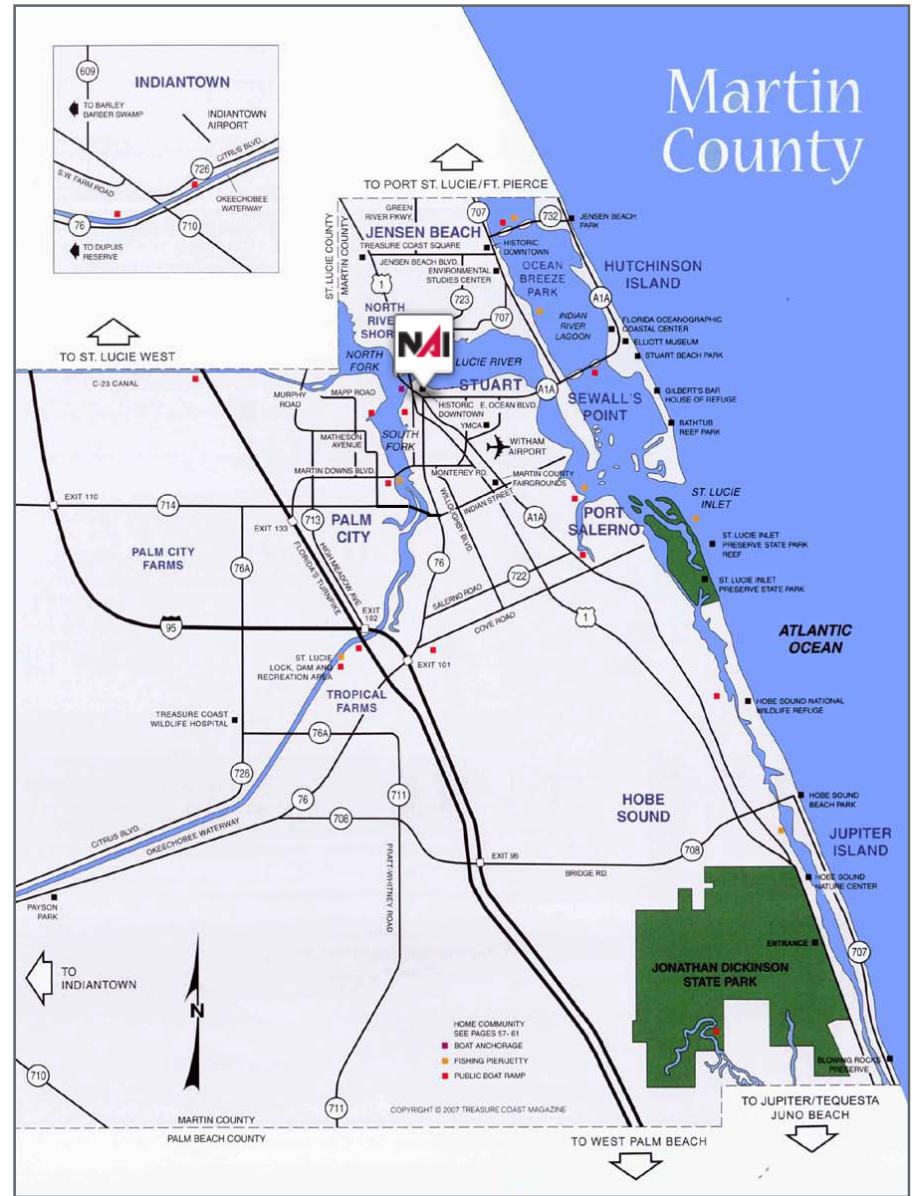 Martin
County
609
INDIANTOWN
TO BARLEY
BARBER SWAMP
INDIANTOWN
AIRPORT
CITRUS BLVD.
726
S.W. FARM ROAD
OKEECHOBEE
WATERWAY
76
710
TO DUPUIS
RESERVE
TO PORT ST. LUCIE/FT. PIERCE
ST. LUCIE COUNTY
MARTIN COUNTY
GREEN
RIVER PKWY.
707
732
JENSEN BEACH
PARK
JENSEN BEACH
TREASURE COAST SQUARE
HISTORIC
DOWNTOWN
JENSEN BEACH BLVD.
ENVIRONMENTAL
STUDIES CENTER
OCEAN
BREEZE
PARK
HUTCHINSON
ISLAND
1
723
A1A
NORTH
RIVER
SHOR
707
INDIAN
RIVER
LAGOON
FLORIDA OCEANOGRAPHIC
COASTAL CENTER
ELLIOTT MUSEUM
STUART BEACH PARK
NAI
TO ST. LUCIE WEST
NORTH
FORK
LUCIE RIVER
C-23 CANAL
STUART
A1A
GILBERT'S BAR
HOUSE OF REFUGE
MURPHY
ROAD
MAPP ROAD
HISTORIC
DOWNTOWN
E. OCEAN BLVD.
SEWALL'S
POINT
BATHTUB
REEF PARK
YMCA
SOUTH
FORK
MATHESON
AVENUE
WITHAM
AIRPORT
MARTIN DOWNS BLVD.
MONTEREY RD.
MARTIN COUNTY
FAIRGROUNDS
EXIT 110
714
INDIAN STREET
WILLOUGHBY BLVD.
ST. LUCIE
INLET
EXIT 133
713
PALM
CITY
A1A
PORT
SALERNO
ST. LUCIE INLET
PRESERVE STATE PARK
REEF
PALM CITY
FARMS
76A
HIGH MEADOW AVE
FLORIDA'S TURNPIKE
76
722
SALERNO ROAD
ST. LUCIE INLET
PRESERVE STATE PARK
EXIT
102
1
95
COVE ROAD
ATLANTIC
OCEAN
ST. LUCIE
LOCK, DAM AND
RECREATION AREA
EXIT 101
TROPICAL
FARMS
HOBE SOUND NATIONAL
WILDLIFE REFUGE
TREASURE COAST
WILDLIFE HOSPITAL
76A
726
76
711
HOBE
SOUND
HOBE SOUND
BEACH PARK
708
CITRUS BLVD.
OKEECHOBEE WATERWAY
JUPITER
ISLAND
708
EXIT 96
BRIDGE RD.
PRATT-WHITNEY ROAD
HOBE SOUND
NATURE CENTER
PAYSON
PARK
ENTRANCE
707
TO
INDIANTOWN
JONATHAN DICKINSON
STATE PARK
N
HOME COMMUNITY
SEE PAGES 57- 61
BOAT ANCHORAGE
FISHING PIER/JETTY
PUBLIC BOAT RAMP
BLOWING ROCKS
PRESERVE
710
711
COPYRIGHT © 2007 TREASURE COAST MAGAZINE
MARTIN COUNTY
PALM BEACH COUNTY
TO JUPITER/TEQUESTA
JUNO BEACH
TO WEST PALM BEACH